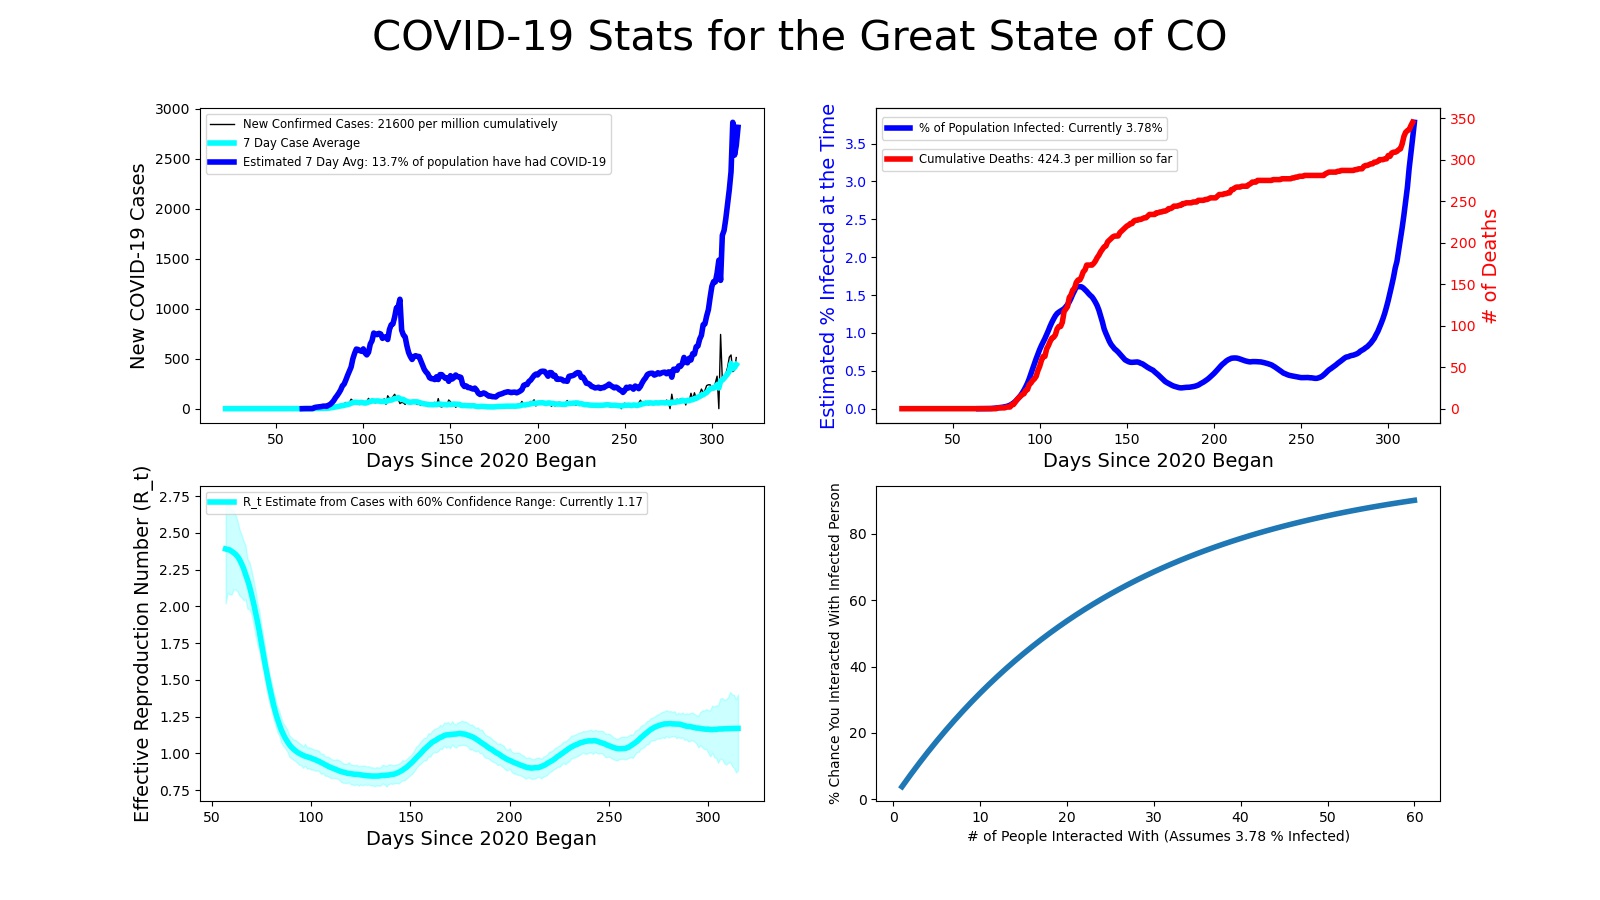 COVID-19 Stats for the Great State of CO
New COVID-19 Cases
3000
2500
2000
1500
1000
500
0
New Confirmed Cases: 21600 per million cumulatively
7 Day Case Average
Estimated 7 Day Avg: 13.7% of population have had COVID-19
50 100 150 200 250 300
Days Since 2020 Began
Estimated % Infected at the Time
3.5
3.0
2.5
2.0
1.5
1.0
0.5
0.0
% of Population Infected: Currently 3.78%
Cumulative Deaths: 424.3 per million so far
350
300
250
200
150
100
50
0
# of Deaths
50 100 150 200 250 300
Days Since 2020 Began
Effective Reproduction Number (R_t)
2.75
2.50
2.25
2.00
1.75
1.50
1.25
1.00
0.75
R_t Estimate from Cases with 60% Confidence Range: Currently 1.17
50 100 150 200 250 300
Days Since 2020 Began
% Chance You Interacted With Infected Person
80
60
40
20
0
0 10 20 30 40 50 60
# of People Interacted With (Assumes 3.78 % Infected)